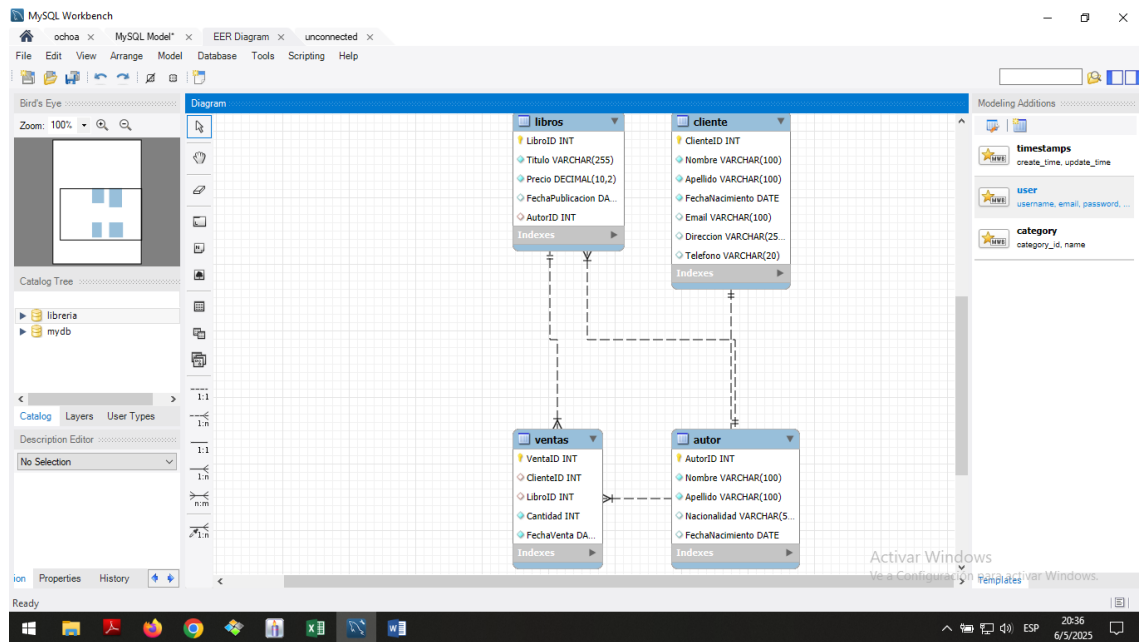 MySQL Workbench
ochoa × MySQL Model* × EER Diagram × unconnected ×
File Edit View Arrange Model Database Tools Scripting Help
Bird's Eye
Zoom: 100%
Catalog Tree
libreria
mydb
Catalog Layers User Types
Description Editor
No Selection
ion Properties History
Ready
Diagram
1:1
1:n
1:1
1:n
n:m
1:n
libros
LibroID INT
Titulo VARCHAR(255)
Precio DECIMAL(10,2)
FechaPublicacion DA...
AutorID INT
Indexes
cliente
ClienteID INT
Nombre VARCHAR(100)
Apellido VARCHAR(100)
FechaNacimiento DATE
Email VARCHAR(100)
Direccion VARCHAR(25...
Telefono VARCHAR(20)
Indexes
ventas
VentaID INT
ClienteID INT
LibroID INT
Cantidad INT
FechaVenta DA...
Indexes
autor
AutorID INT
Nombre VARCHAR(100)
Apellido VARCHAR(100)
Nacionalidad VARCHAR(5...
FechaNacimiento DATE
Indexes
Modeling Additions
timestamps
create_time, update_time
user
username, email, password, ...
category
category_id, name
Templates
Activar Windows
Ve a Configuración para activar Windows.
ESP
20:36
6/5/2025